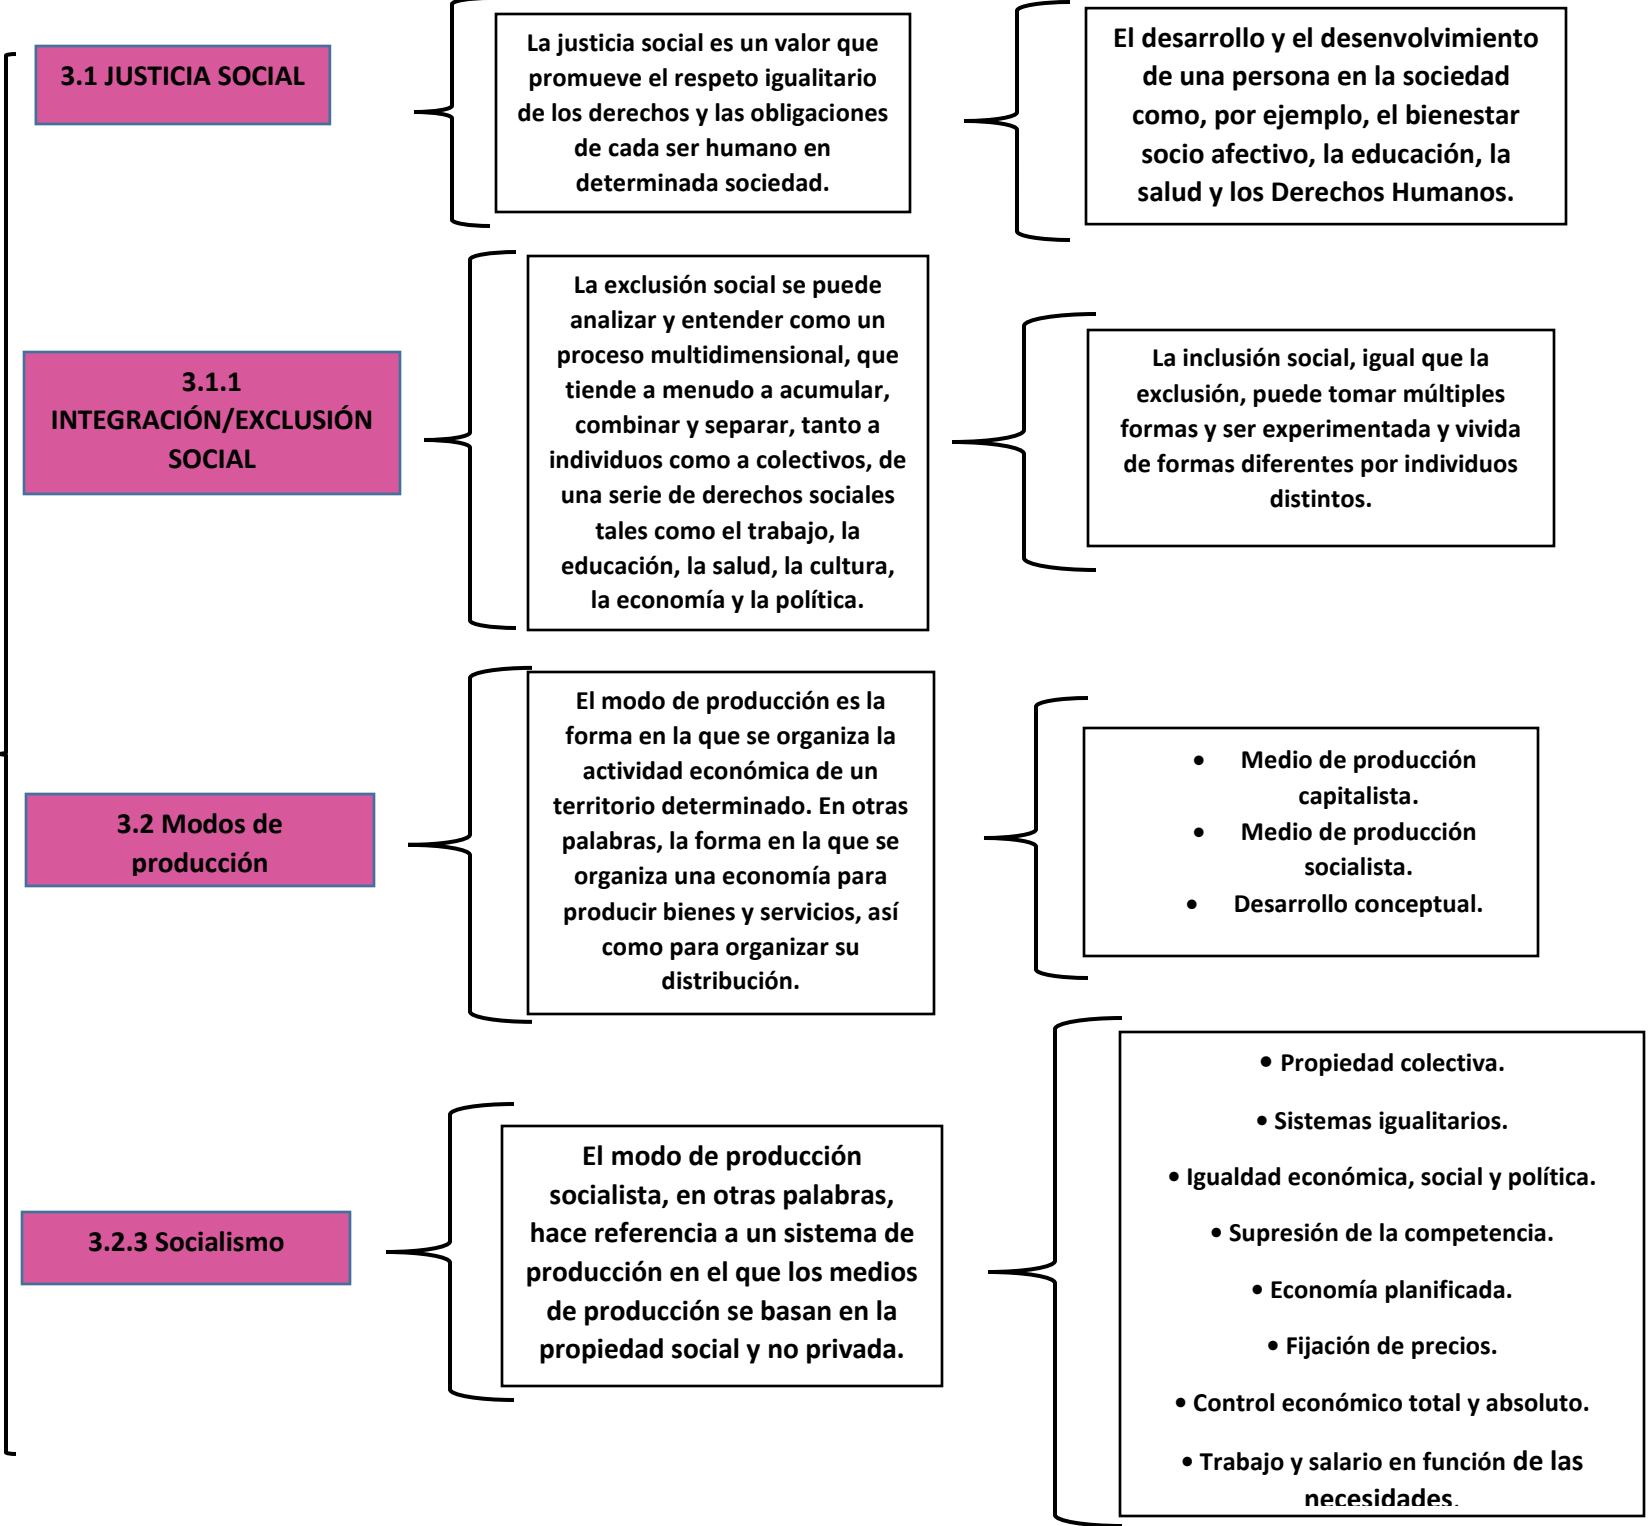 3.1 JUSTICIA SOCIAL
La justicia social es un valor que
promueve el respeto igualitario
de los derechos y las obligaciones
de cada ser humano en
determinada sociedad.
El desarrollo y el desenvolvimiento
de una persona en la sociedad
como, por ejemplo, el bienestar
socio afectivo, la educación, la
salud y los Derechos Humanos.
3.1.1
INTEGRACIÓN/EXCLUSIÓN
SOCIAL
La exclusión social se puede
analizar y entender como un
proceso multidimensional, que
tiende a menudo a acumular,
combinar y separar, tanto a
individuos como a colectivos, de
una serie de derechos sociales
tales como el trabajo, la
educación, la salud, la cultura,
la economía y la política.
La inclusión social, igual que la
exclusión, puede tomar múltiples
formas y ser experimentada y vivida
de formas diferentes por individuos
distintos.
3.2 Modos de
producción
El modo de producción es la
forma en la que se organiza la
actividad económica de un
territorio determinado. En otras
palabras, la forma en la que se
organiza una economía para
producir bienes y servicios, así
como para organizar su
distribución.
• Medio de producción
capitalista.
• Medio de producción
socialista.
• Desarrollo conceptual.
3.2.3 Socialismo
El modo de producción
socialista, en otras palabras,
hace referencia a un sistema de
producción en el que los medios
de producción se basan en la
propiedad social y no privada.
• Propiedad colectiva.
• Sistemas igualitarios.
• Igualdad económica, social y política.
• Supresión de la competencia.
• Economía planificada.
• Fijación de precios.
• Control económico total y absoluto.
• Trabajo y salario en función de las
necesidades.